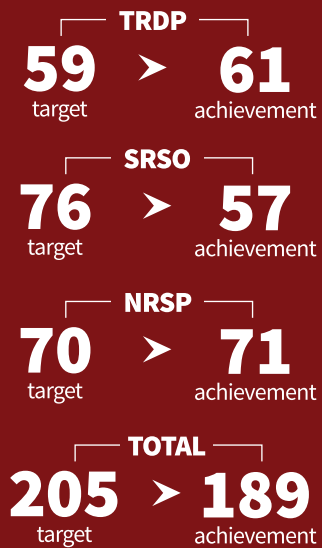 TRDP
59 61
target achievement
SRSO
76 57
target achievement
NRSP
70 71
target achievement
TOTAL
205 189
target achievement